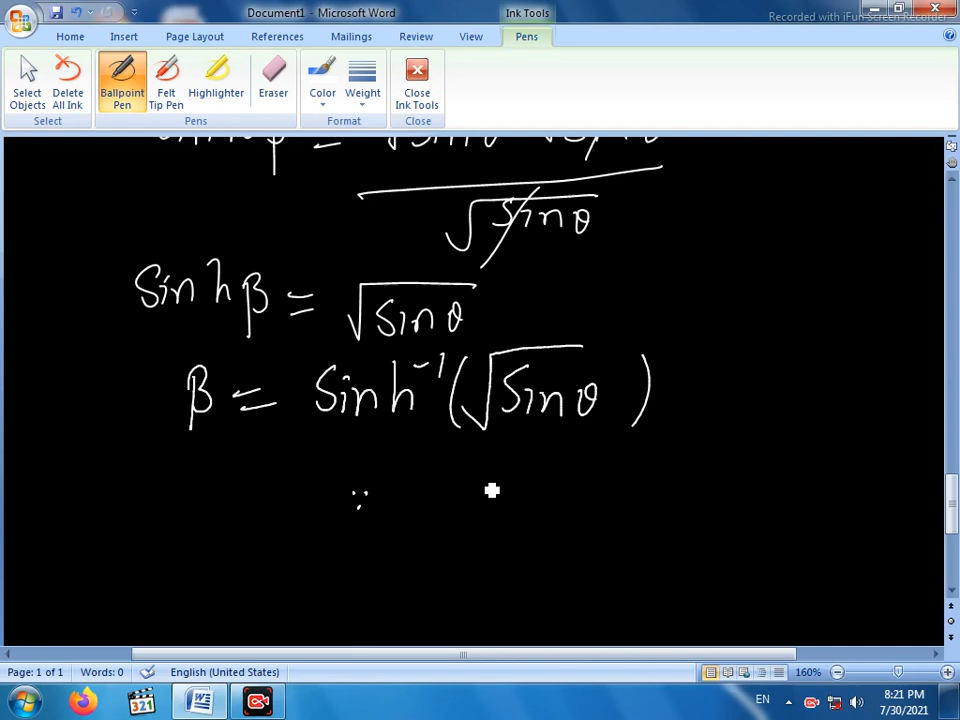 Document1 - Microsoft Word
Ink Tools
Recorded with iFun Screen Recorder
Home Insert Page Layout References Mailings Review View Pens
Select Objects
Delete All Ink
Ballpoint Pen
Felt Tip Pen
Highlighter
Eraser
Color
Weight
Close Ink Tools
Select Pens Format Close
√sinθ
sinhβ = √sinθ
β = sinh⁻¹(√sinθ )
∵
Page: 1 of 1 Words: 0 English (United States) 160%
321 W EN 8:21 PM
7/30/2021